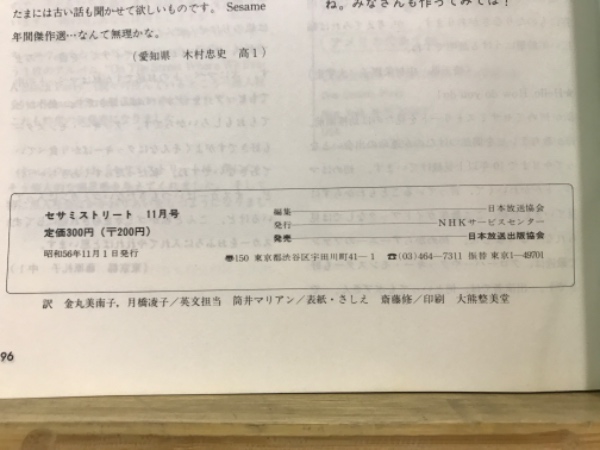 たまには古い話も聞かせて欲しいものです。 Sesame
年間傑作選…なんて無理かな。
(愛知県 木村忠史 高1)
ね。みなさんも作ってみては！
セサミストリート 11月号
定価300円（〒200円）
昭和56年11月1日発行
編集――日本放送協会
発行――NHKサービスセンター
発売――日本放送出版協会
〠150 東京都渋谷区宇田川町41－1 ☎(03)464－7311 振替 東京1－49701
訳 金丸美南子，月橋凌子／英文担当 筒井マリアン／表紙・さしえ 斎藤修／印刷 大熊整美堂
96